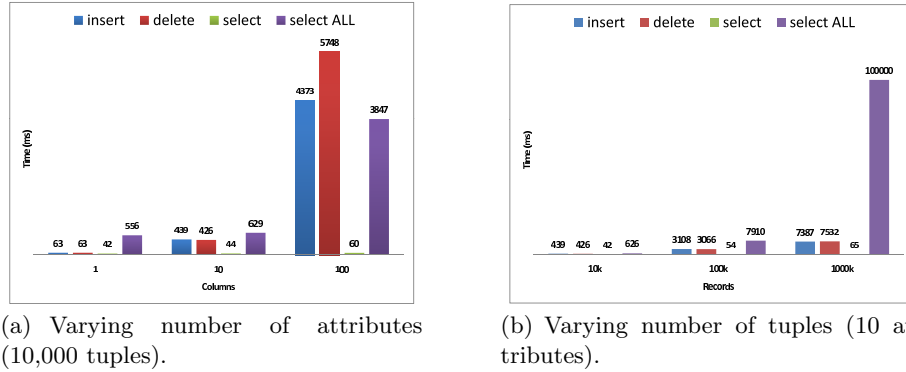 insert delete select select ALL
5748
4373
3847
556
439 426
629
63 63 42
44
60
Time (ms)
1 10 100
Columns
(a) Varying number of attributes
(10,000 tuples).
insert delete select select ALL
100000
439 426 42 626
3108 3066 54 7910
7387 7532 65
Time (ms)
10k 100k 1000k
Records
(b) Varying number of tuples (10 at
tributes).